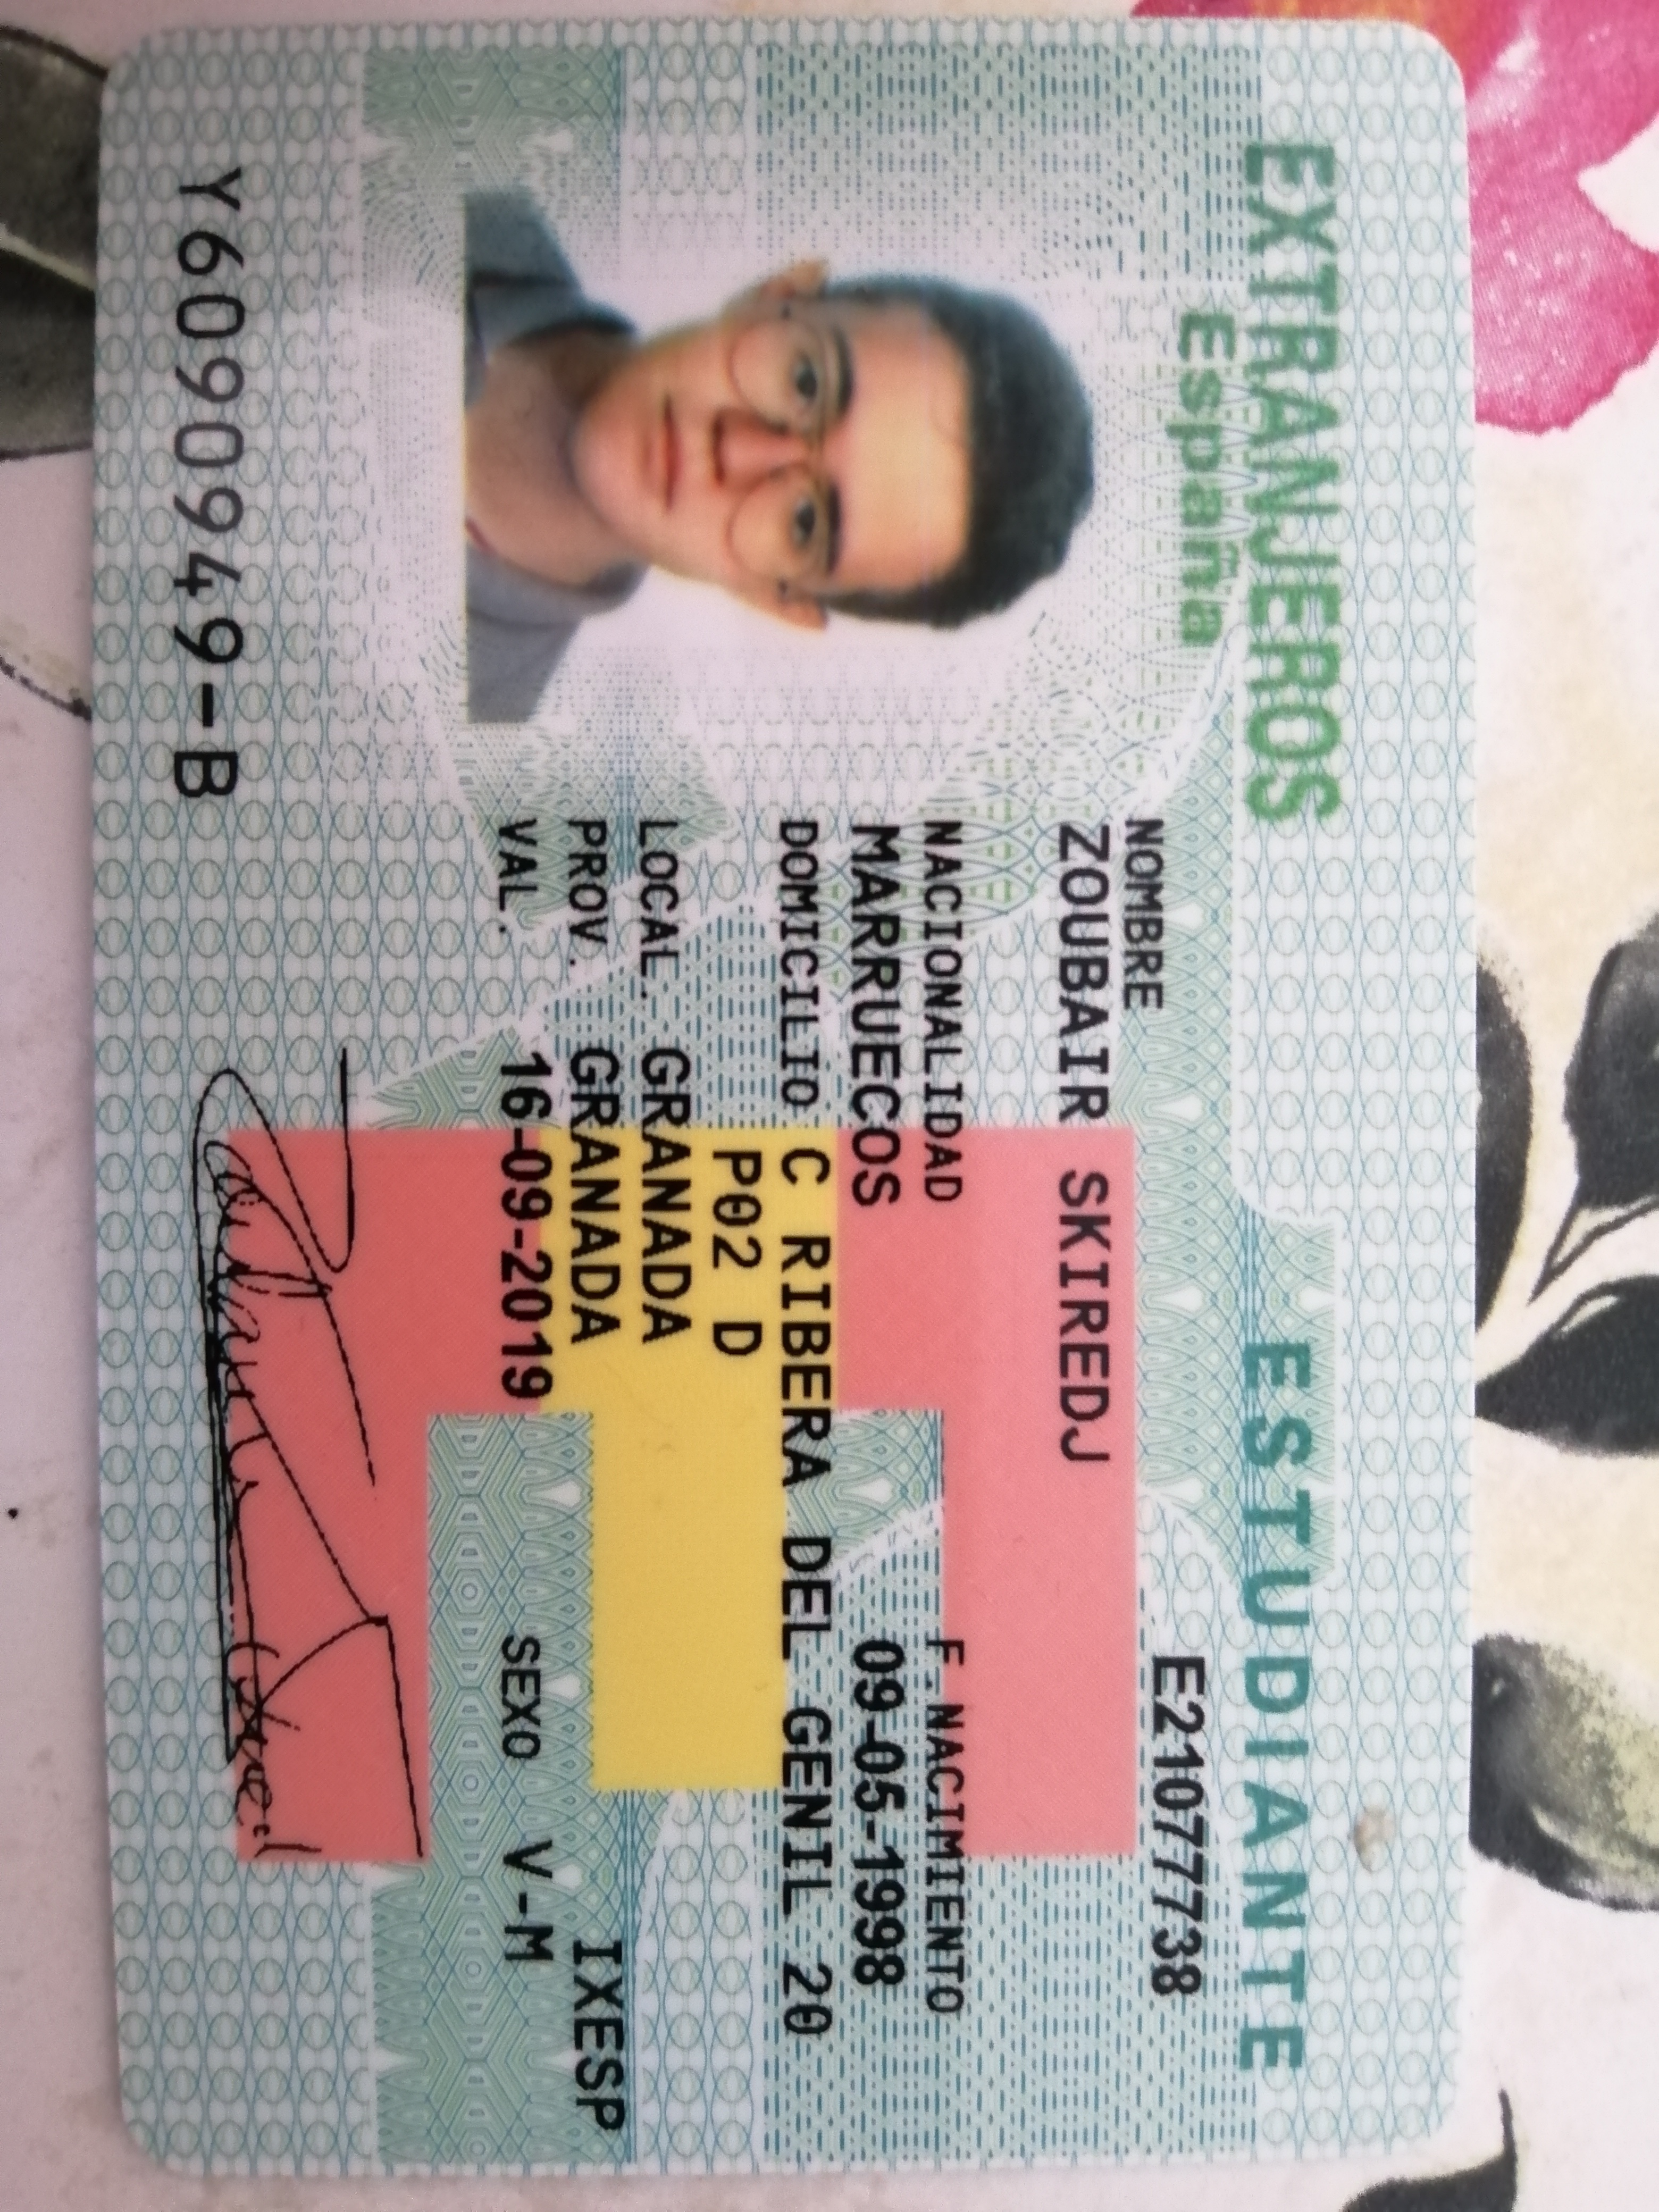 EXTRANJEROS ESTUDIANTE
España
E21077738
NOMBRE
ZOUBAIR SKIREDJ
NACIONALIDAD F.NACIMIENTO
MARRUECOS 09-05-1998
DOMICILIO C RIBERA DEL GENIL 20
P02 D
LOCAL. GRANADA
PROV. GRANADA IXESP
VAL. 16-09-2019 SEXO V-M
Y6090949-B